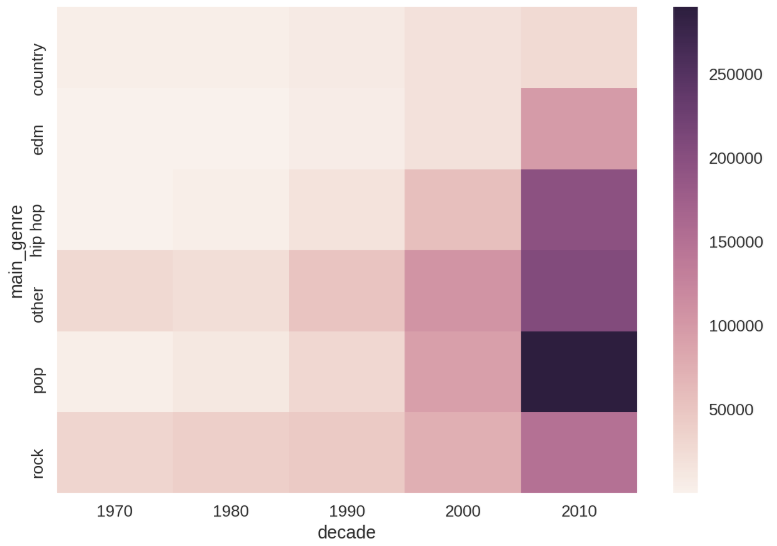 main_genre
country
edm
hip hop
other
pop
rock
1970 1980 1990 2000 2010
decade
250000
200000
150000
100000
50000